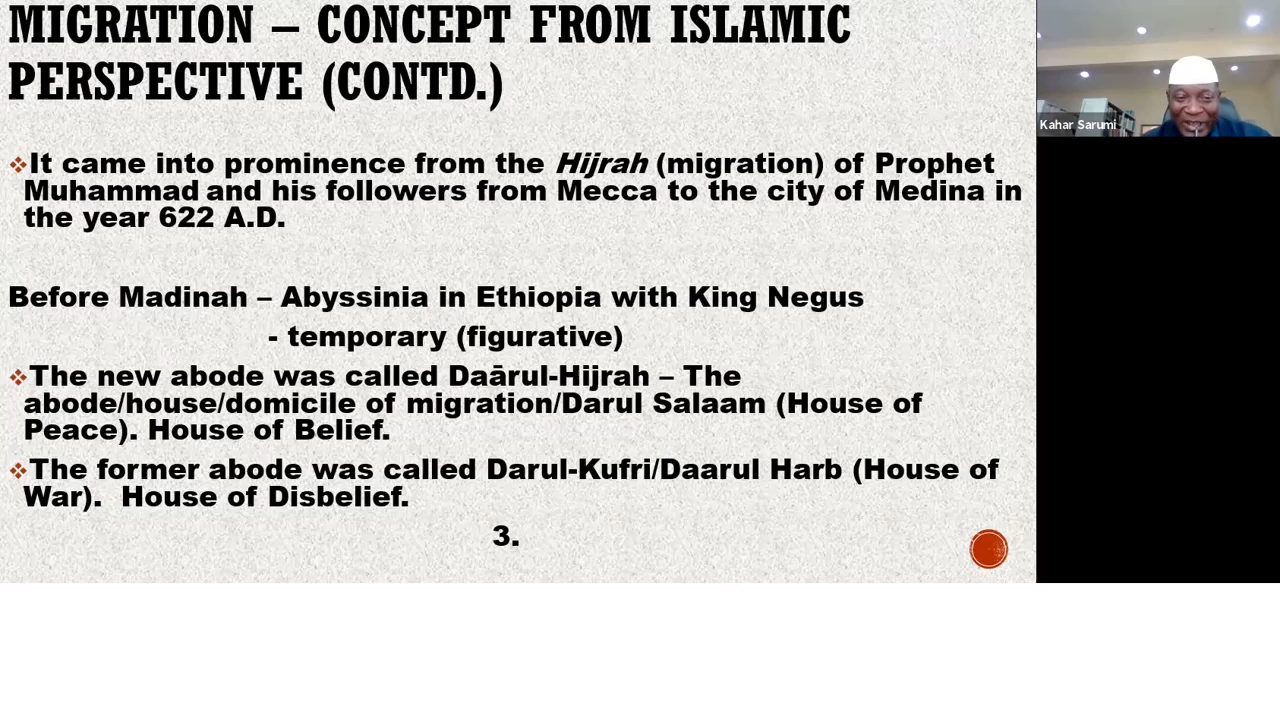 MIGRATION – CONCEPT FROM ISLAMIC
PERSPECTIVE (CONTD.)
Kahar Sarumi
❖It came into prominence from the Hijrah (migration) of Prophet
Muhammad and his followers from Mecca to the city of Medina in
the year 622 A.D.
Before Madinah – Abyssinia in Ethiopia with King Negus
- temporary (figurative)
❖The new abode was called Daārul-Hijrah – The
abode/house/domicile of migration/Darul Salaam (House of
Peace). House of Belief.
❖The former abode was called Darul-Kufri/Daarul Harb (House of
War).  House of Disbelief.
3.